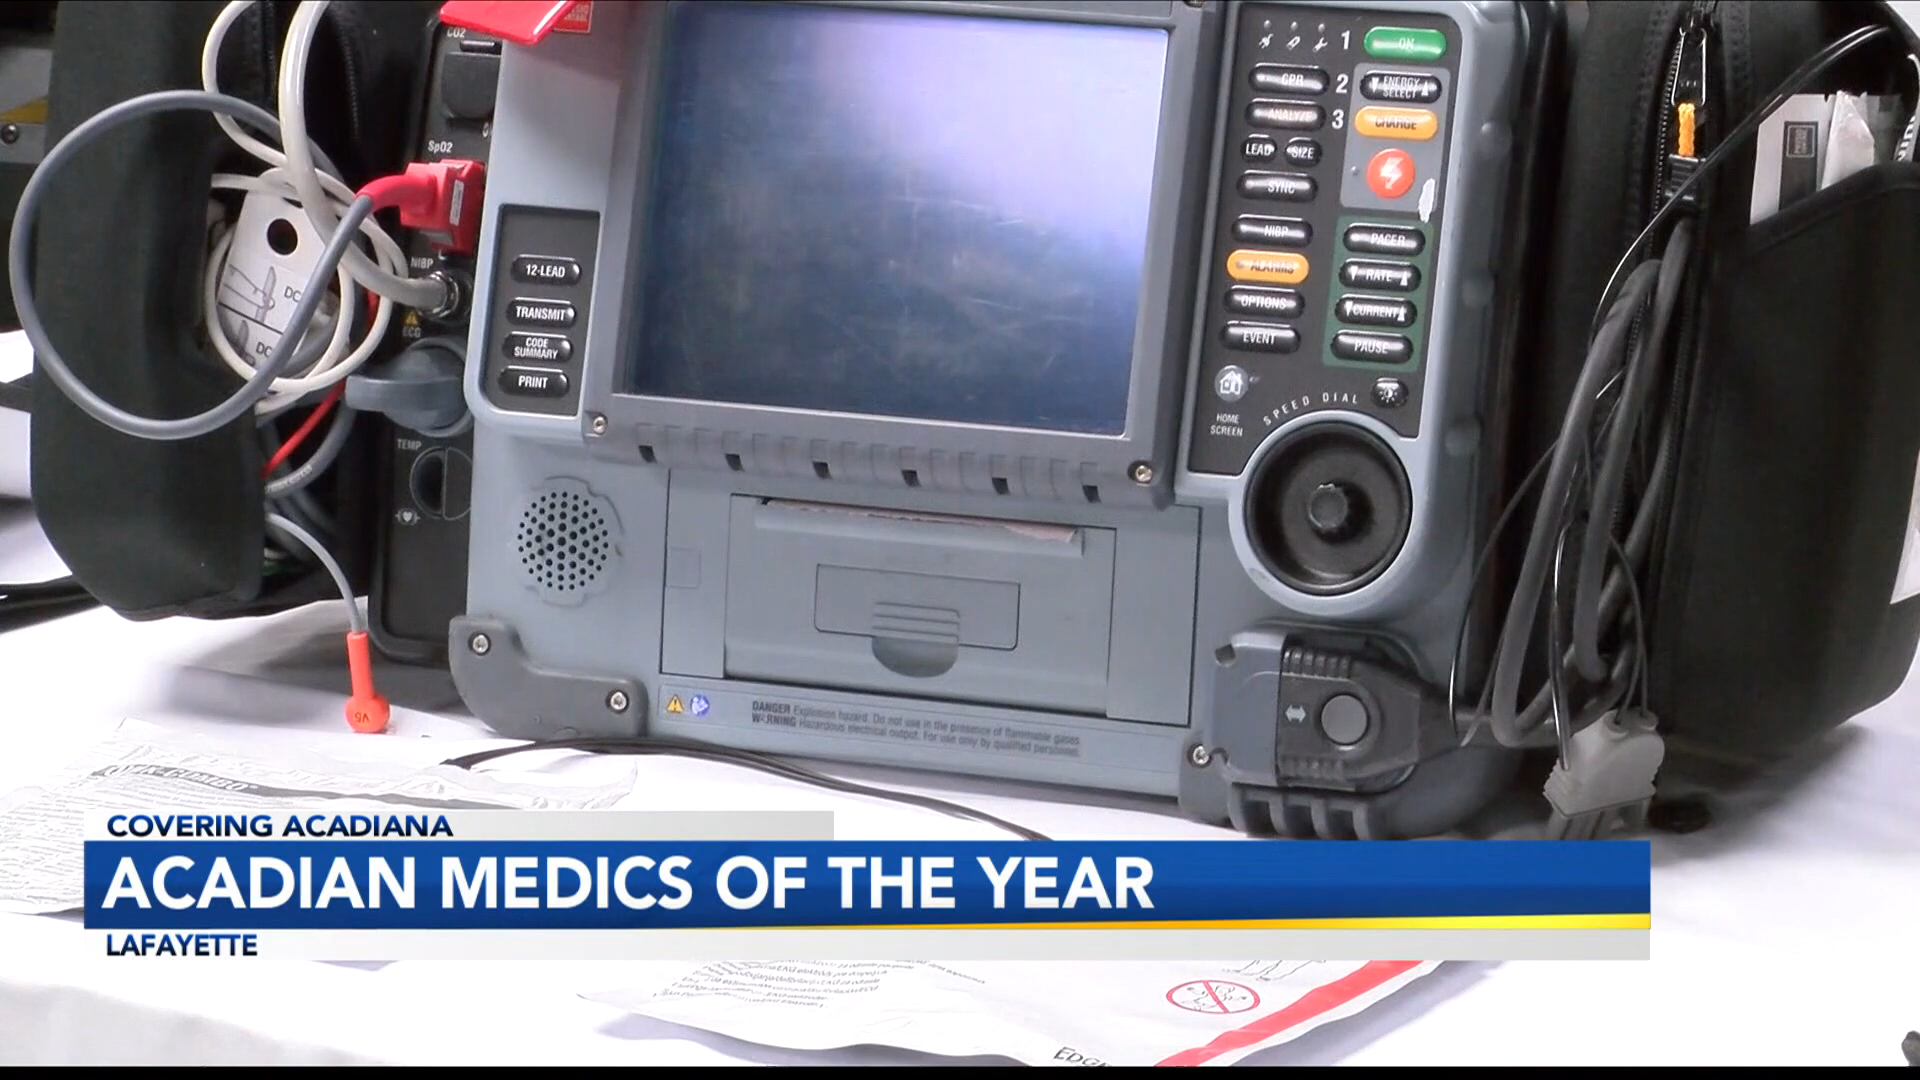 CO2
SpO2
NIBP
ECG
TEMP
DC
DC
V5
12-LEAD
TRANSMIT
CODE
SUMMARY
PRINT
1 ON
CPR 2 ENERGY
SELECT
ANALYZE 3 CHARGE
LEAD SIZE
SYNC
NIBP PACER
ALARMS RATE
OPTIONS CURRENT
EVENT PAUSE
HOME
SCREEN
SPEED DIAL
DANGER Explosion hazard. Do not use in the presence of flammable gases
WARNING Hazardous electrical output. For use only by qualified personnel.
COVERING ACADIANA
ACADIAN MEDICS OF THE YEAR
LAFAYETTE